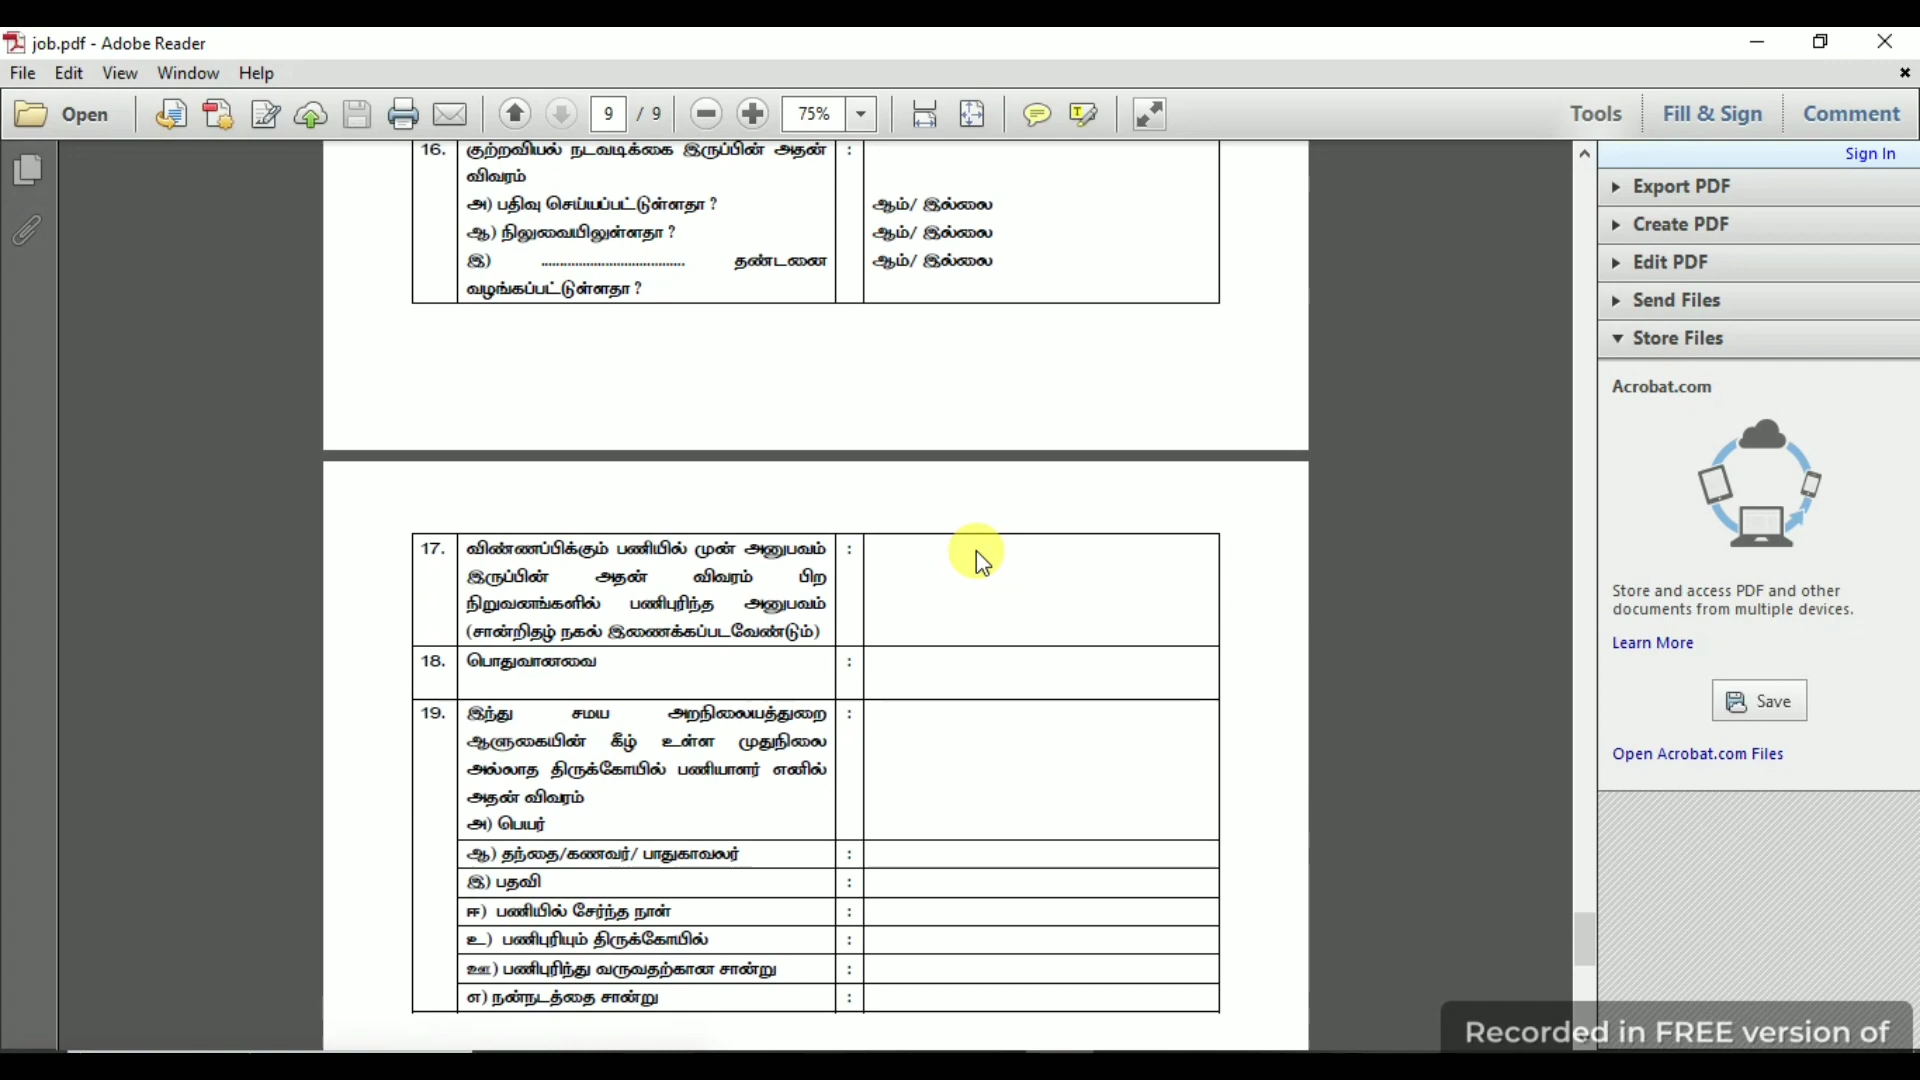 job.pdf - Adobe Reader
File Edit View Window Help
Open 9 / 9 75% Tools Fill & Sign Comment
Sign In
Export PDF
Create PDF
Edit PDF
Send Files
Store Files
Acrobat.com
Store and access PDF and other
documents from multiple devices.
Learn More
Save
Open Acrobat.com Files
16. குற்றவியல் நடவடிக்கை இருப்பின் அதன் :
விவரம்
அ) பதிவு செய்யப்பட்டுள்ளதா ? ஆம்/ இல்லை
ஆ) நிலுவையிலுள்ளதா ? ஆம்/ இல்லை
இ) ...................................... தண்டனை ஆம்/ இல்லை
வழங்கப்பட்டுள்ளதா ?
17. விண்ணப்பிக்கும் பணியில் முன் அனுபவம் :
இருப்பின் அதன் விவரம் பிற
நிறுவனங்களில் பணிபுரிந்த அனுபவம்
(சான்றிதழ் நகல் இணைக்கப்படவேண்டும்)
18. பொதுவானவை :
19. இந்து சமய அறநிலையத்துறை :
ஆளுகையின் கீழ் உள்ள முதுநிலை
அல்லாத திருக்கோயில் பணியாளர் எனில்
அதன் விவரம்
அ) பெயர்
ஆ) தந்தை/கணவர்/ பாதுகாவலர் :
இ) பதவி :
ஈ) பணியில் சேர்ந்த நாள் :
உ) பணிபுரியும் திருக்கோயில் :
ஊ) பணிபுரிந்து வருவதற்கான சான்று :
எ) நன்நடத்தை சான்று :
Recorded in FREE version of